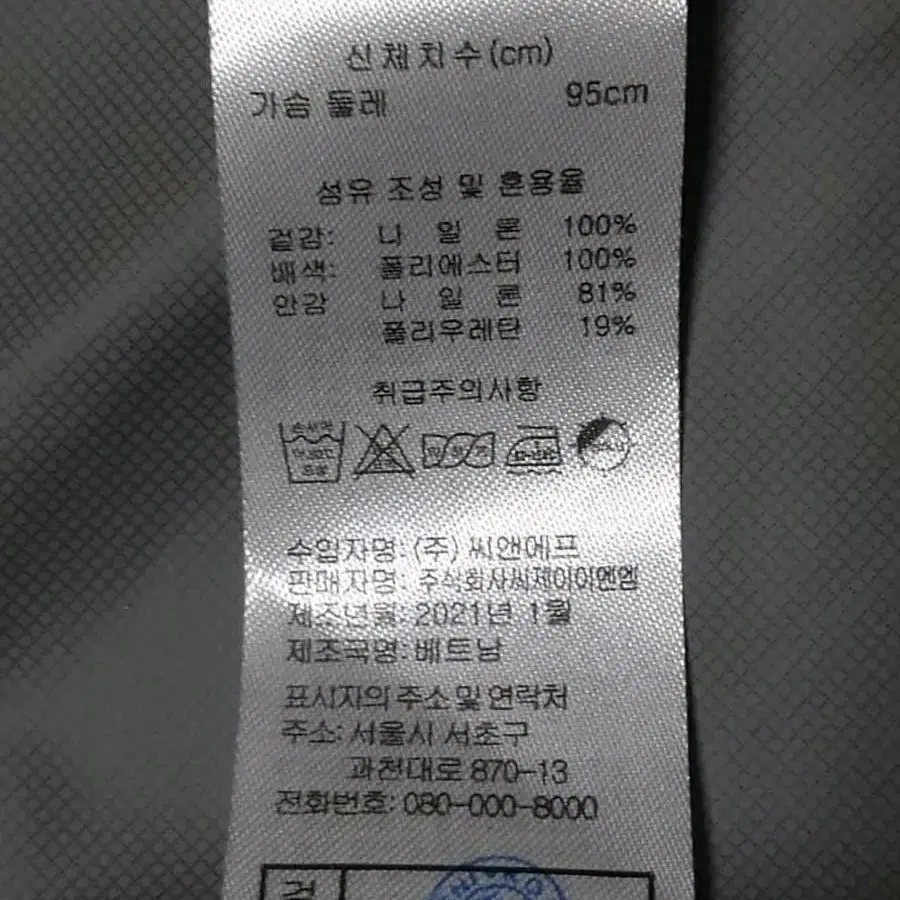 신체치수(cm)
가슴 둘레 95cm
섬유 조성 및 혼용율
겉감: 나 일 론 100%
배색: 폴리에스터 100%
안감 나 일 론 81%
폴리우레탄 19%
취급주의사항
손세탁
30℃
중성
수입자명: (주) 씨앤에프
판매자명: 주식회사씨제이이엔엠
제조년월: 2021년 1월
제조국명: 베트남
표시자의 주소 및 연락처
주소: 서울시 서초구
과천대로 870-13
전화번호: 080-000-8000